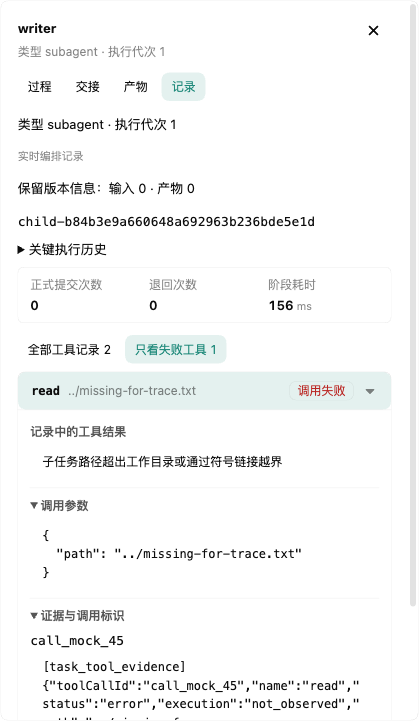 writer
类型 subagent · 执行代次 1
过程 交接 产物 记录
类型 subagent · 执行代次 1
实时编排记录
保留版本信息：输入 0 · 产物 0
child-b84b3e9a660648a692963b236bde5e1d
关键执行历史
正式提交次数 退回次数 阶段耗时
0 0 156 ms
全部工具记录 2 只看失败工具 1
read ../missing-for-trace.txt 调用失败
记录中的工具结果
子任务路径超出工作目录或通过符号链接越界
调用参数
{
"path": "../missing-for-trace.txt"
}
证据与调用标识
call_mock_45
[task_tool_evidence]
{"toolCallId":"call_mock_45","name":"read","
status":"error","execution":"not_observed","